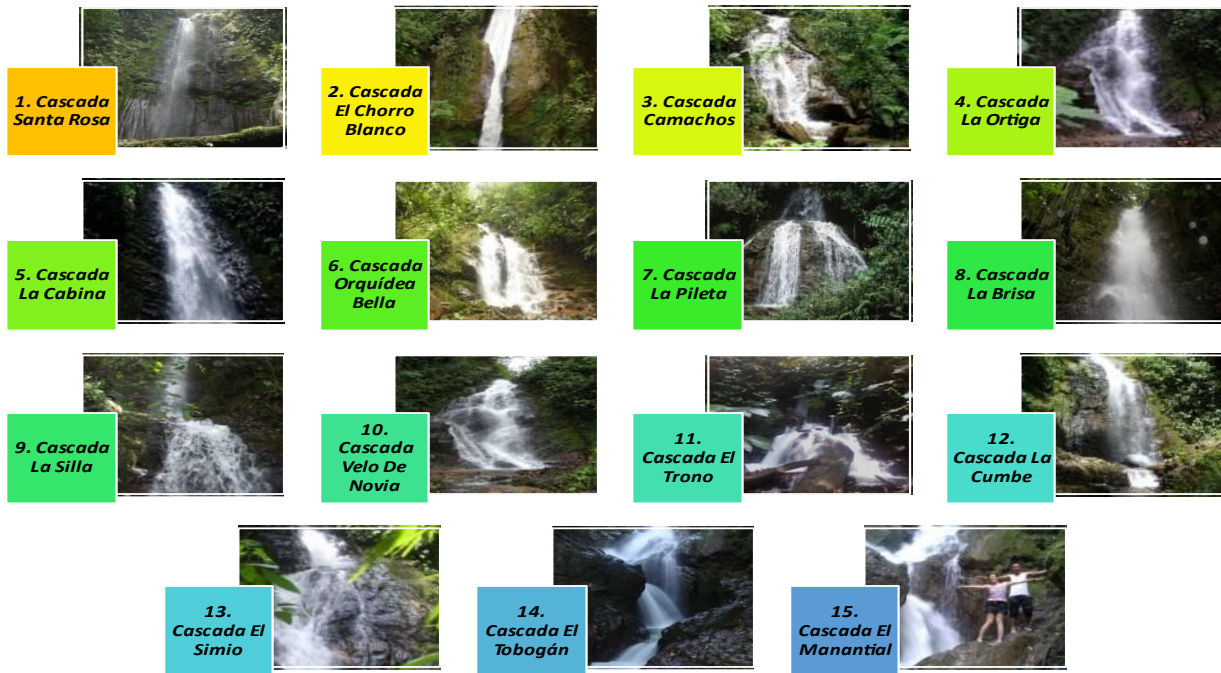 1. Cascada
Santa Rosa
2. Cascada
El Chorro
Blanco
3. Cascada
Camachos
4. Cascada
La Ortiga
5. Cascada
La Cabina
6. Cascada
Orquídea
Bella
7. Cascada
La Pileta
8. Cascada
La Brisa
9. Cascada
La Silla
10.
Cascada
Velo De
Novia
11.
Cascada El
Trono
12.
Cascada La
Cumbe
13.
Cascada El
Simio
14.
Cascada El
Tobogán
15.
Cascada El
Manantial